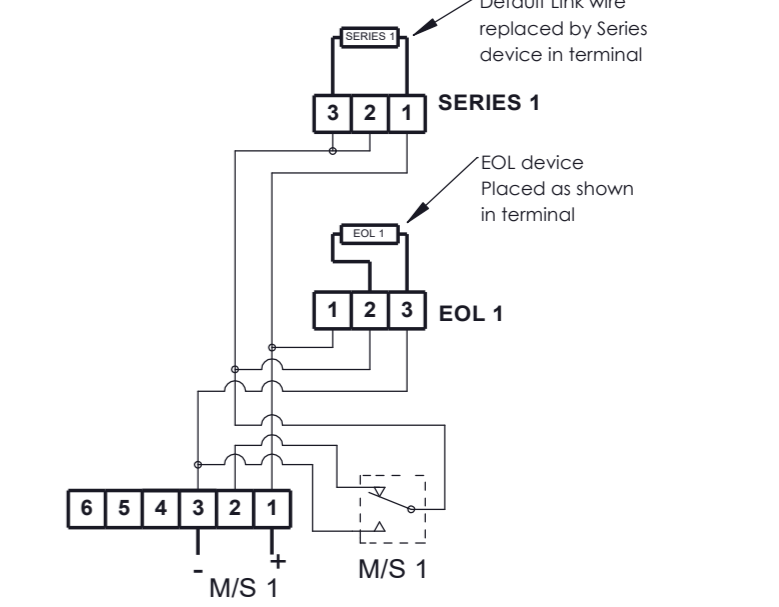 Default Link wire
replaced by Series
device in terminal
SERIES 1
3 2 1
SERIES 1
EOL device
Placed as shown
in terminal
EOL 1
1 2 3
EOL 1
6 5 4 3 2 1
- +
M/S 1
M/S 1